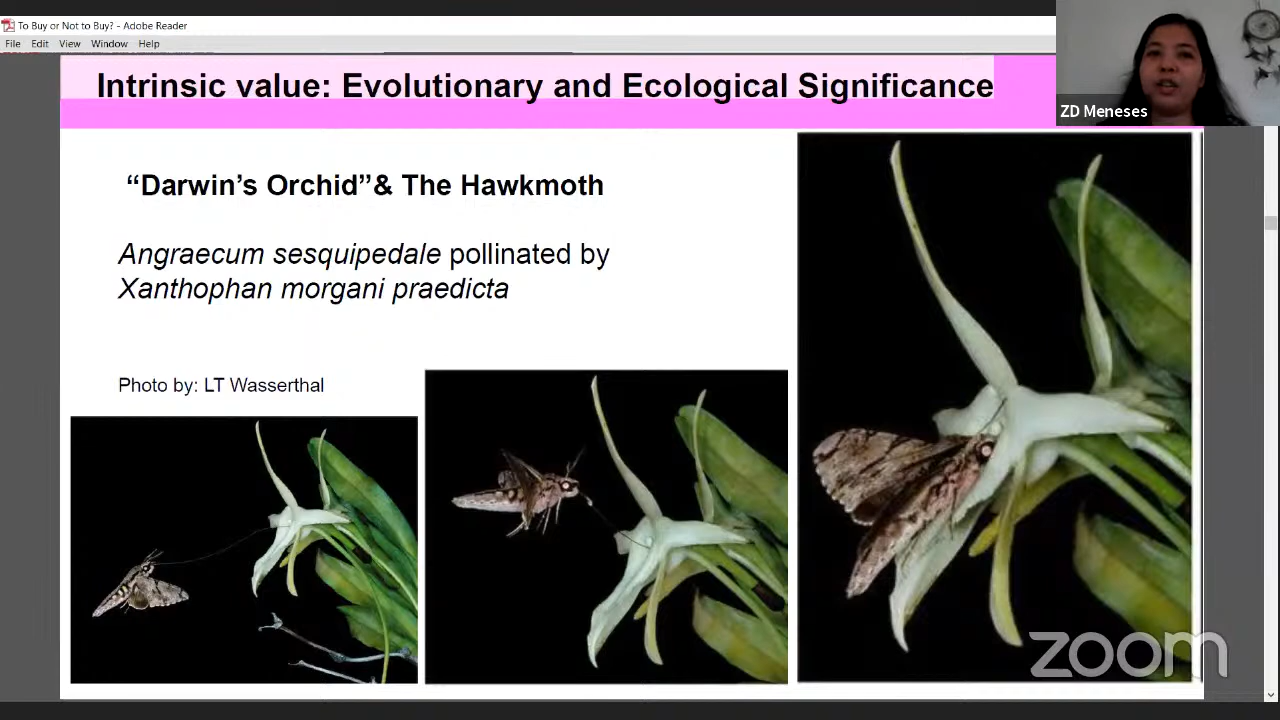 To Buy or Not to Buy? - Adobe Reader
File Edit View Window Help
Intrinsic value: Evolutionary and Ecological Significance
ZD Meneses
“Darwin’s Orchid”& The Hawkmoth
Angraecum sesquipedale pollinated by
Xanthophan morgani praedicta
Photo by: LT Wasserthal
zoom